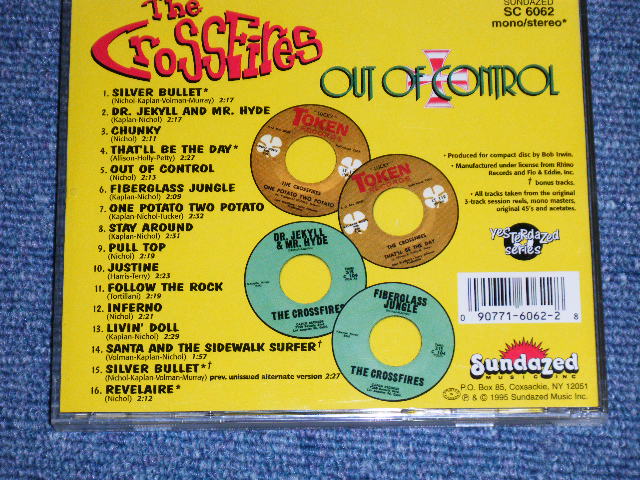 The
CROSSFIRES
SUNDAZED
SC 6062
mono/stereo*
OUT OF CONTROL
1. SILVER BULLET*
(Nichol-Kaplan-Volman-Murray) 2:17
2. DR. JEKYLL AND MR. HYDE
(Kaplan-Nichol) 2:17
3. CHUNKY
(Nichol) 2:11
4. THAT'LL BE THE DAY*
(Allison-Holly-Petty) 2:27
5. OUT OF CONTROL
(Nichol) 2:13
6. FIBERGLASS JUNGLE
(Kaplan-Nichol) 2:09
7. ONE POTATO TWO POTATO
(Kaplan-Nichol-Tucker) 2:32
8. STAY AROUND
(Kaplan-Nichol) 2:31
9. PULL TOP
(Nichol) 2:19
10. JUSTINE
(Harris-Terry) 2:23
11. FOLLOW THE ROCK
(Tortillani) 2:19
12. INFERNO
(Nichol) 2:21
13. LIVIN' DOLL
(Kaplan-Nichol) 2:29
14. SANTA AND THE SIDEWALK SURFER†
(Volman-Kaplan-Nichol) 1:57
15. SILVER BULLET*†
(Nichol-Kaplan-Volman-Murray) prev. unissued alternate version 2:27
16. REVELAIRE*
(Nichol) 2:12
LUCKY
TOKEN
RECORDS
THE CROSSFIRES
ONE POTATO TWO POTATO
LUCKY
TOKEN
RECORDS
THE CROSSFIRES
THAT'LL BE THE DAY
DR. JEKYLL
& MR. HYDE
THE CROSSFIRES
FIBERGLASS
JUNGLE
THE CROSSFIRES
• Produced for compact disc by Bob Irwin.
• Manufactured under license from Rhino
Records and Flo & Eddie, Inc.
† bonus tracks.
• All tracks taken from the original
3-track session reels, mono masters,
original 45's and acetates.
yesterdazed
series
0 90771-6062-2 8
Sundazed
MUSIC INC.
P.O. Box 85, Coxsackie, NY 12051
℗ & © 1995 Sundazed Music Inc.